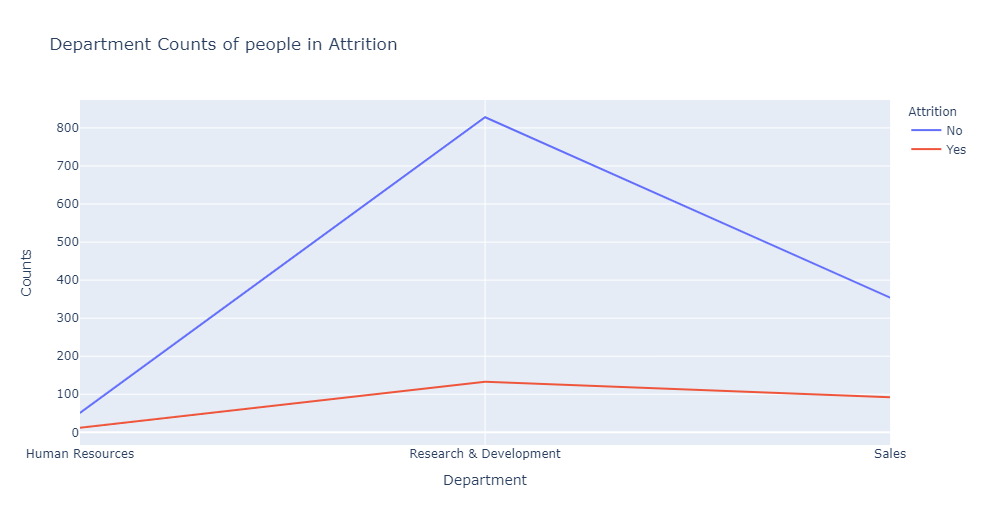 Department Counts of people in Attrition
Attrition
No
Yes
800
700
600
500
400
300
200
100
0
Counts
Human Resources
Research & Development
Sales
Department